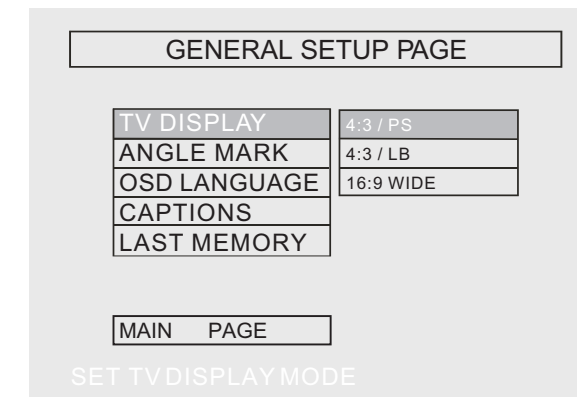 GENERAL SETUP PAGE
TV DISPLAY
4:3 / PS
ANGLE MARK
4:3 / LB
OSD LANGUAGE
16:9 WIDE
CAPTIONS
LAST MEMORY
MAIN PAGE
SET TV DISPLAY MODE